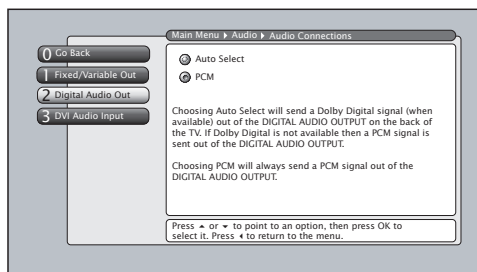 Main Menu ▸ Audio ▸ Audio Connections
0 Go Back
1 Fixed/Variable Out
2 Digital Audio Out
3 DVI Audio Input
Auto Select
PCM
Choosing Auto Select will send a Dolby Digital signal (when
available) out of the DIGITAL AUDIO OUTPUT on the back of
the TV. If Dolby Digital is not available then a PCM signal is
sent out of the DIGITAL AUDIO OUTPUT.
Choosing PCM will always send a PCM signal out of the
DIGITAL AUDIO OUTPUT.
Press ▴ or ▾ to point to an option, then press OK to
select it. Press ◂ to return to the menu.